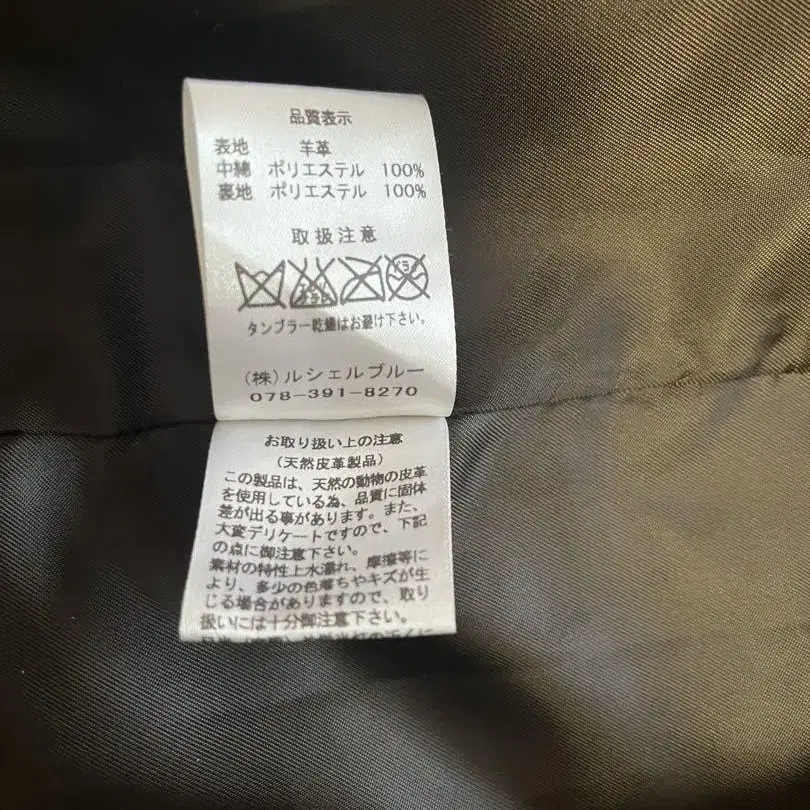 品質表示
表地 羊革
中綿 ポリエステル 100%
裏地 ポリエステル 100%
取扱注意
タンブラー乾燥はお避け下さい。
(株)ルシェルブルー
078-391-8270
お取り扱い上の注意
(天然皮革製品)
この製品は、天然の動物の皮革
を使用している為、品質に固体
差が出る事があります。また、
大変デリケートですので、下記
の点に御注意下さい。
素材の特性上水濡れ、摩擦等に
より、多少の色落ちやキズが生
じる場合がありますので、取り
扱いには十分御注意下さい。